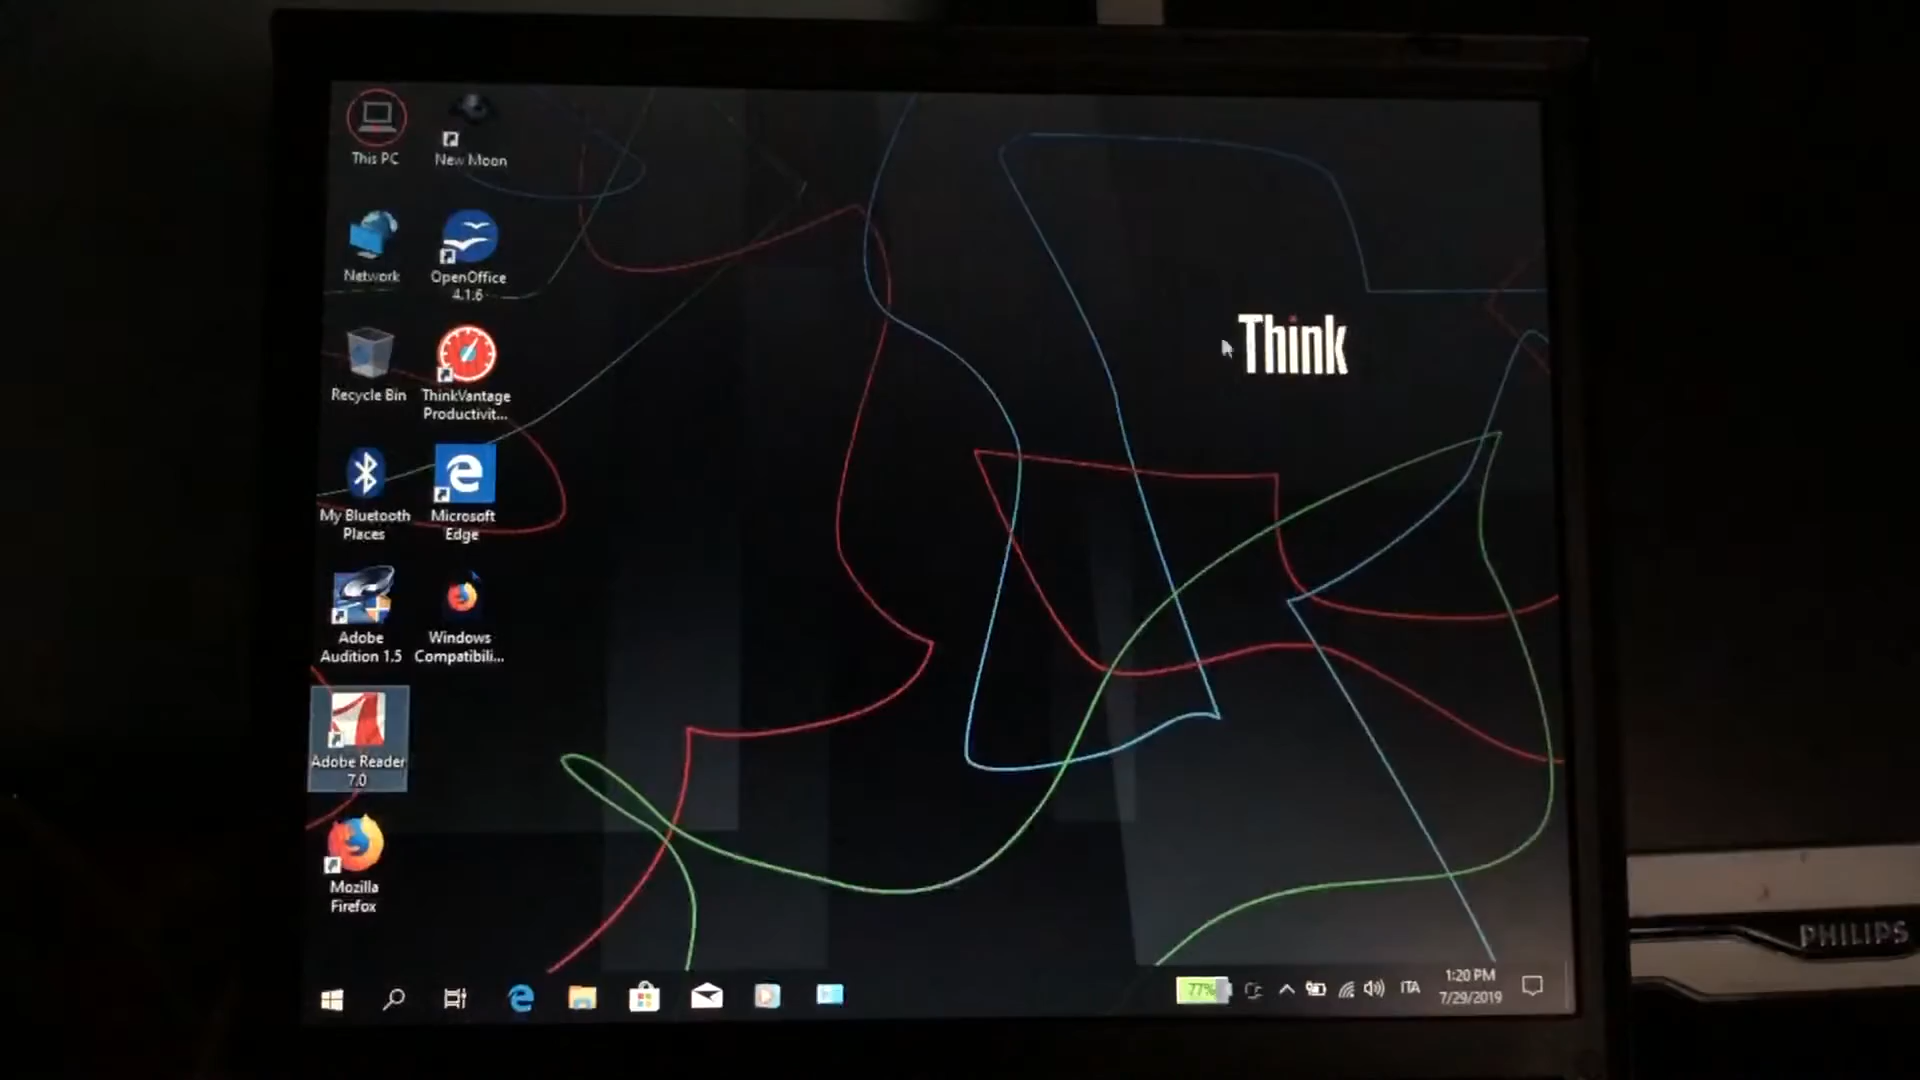 This PC
New Moon
Network
OpenOffice
4.1.6
Recycle Bin
ThinkVantage
Productivit...
My Bluetooth
Places
Microsoft
Edge
Adobe
Audition 1.5
Windows
Compatibili...
Adobe Reader
7.0
Mozilla
Firefox
Think
77%
ITA
1:20 PM
7/29/2019
PHILIPS